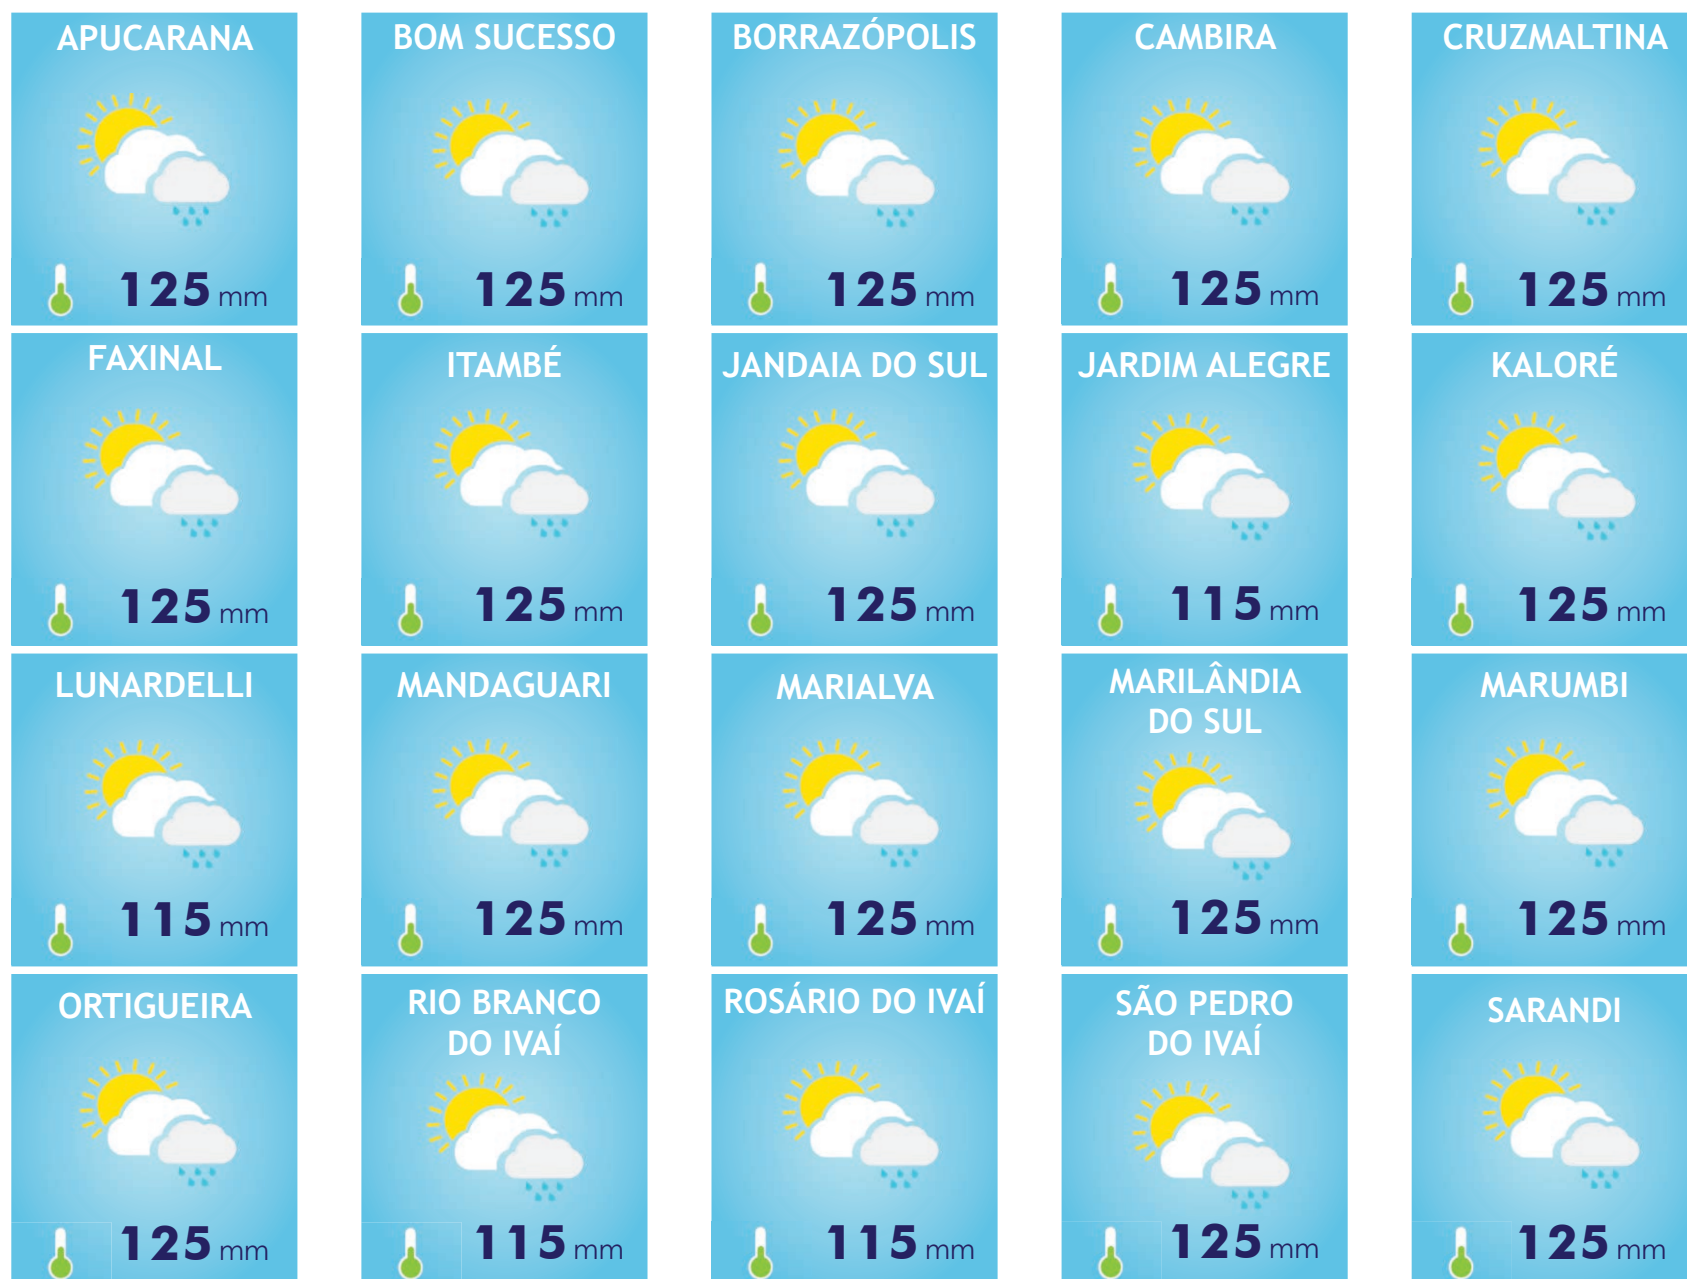 APUCARANA
125 mm
BOM SUCESSO
125 mm
BORRAZÓPOLIS
125 mm
CAMBIRA
125 mm
CRUZMALTINA
125 mm
FAXINAL
125 mm
ITAMBÉ
125 mm
JANDAIA DO SUL
125 mm
JARDIM ALEGRE
115 mm
KALORÉ
125 mm
LUNARDELLI
115 mm
MANDAGUARI
125 mm
MARIALVA
125 mm
MARILÂNDIA
DO SUL
125 mm
MARUMBI
125 mm
ORTIGUEIRA
125 mm
RIO BRANCO
DO IVAÍ
115 mm
ROSÁRIO DO IVAÍ
115 mm
SÃO PEDRO
DO IVAÍ
125 mm
SARANDI
125 mm